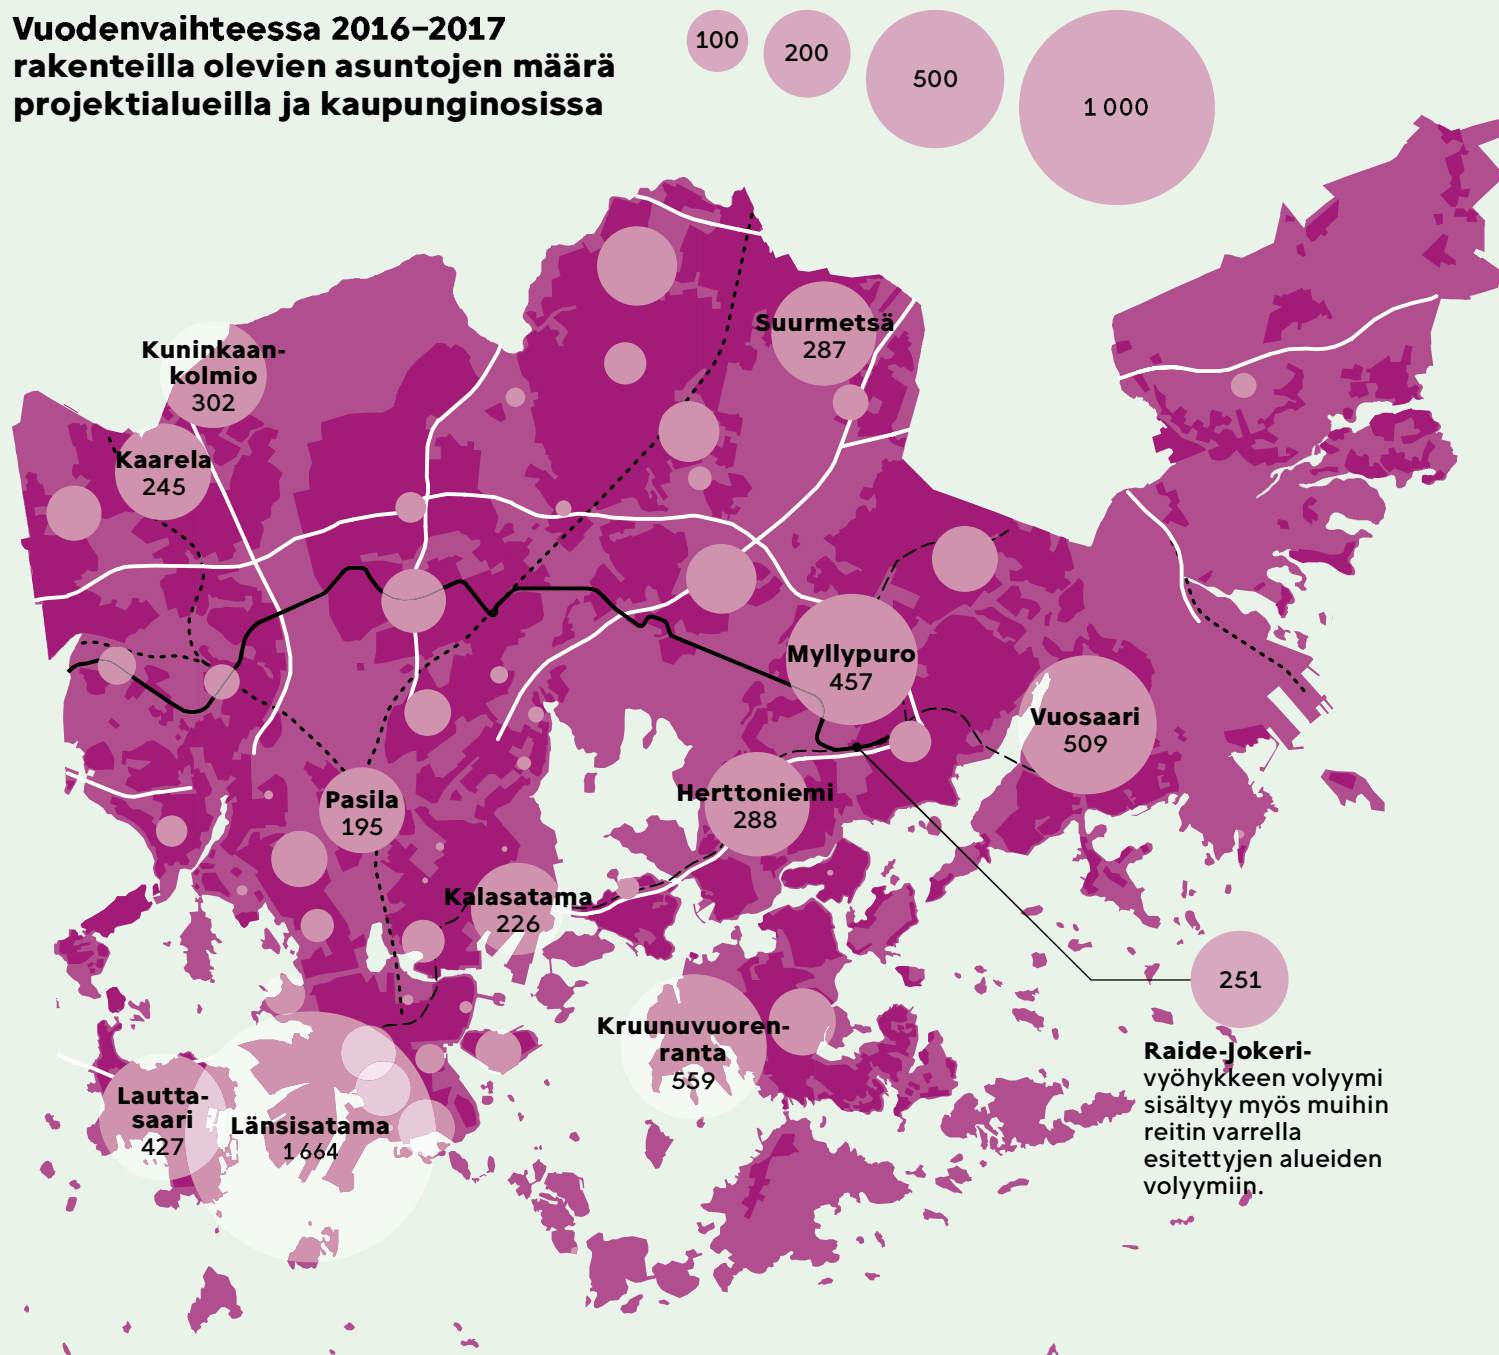 Vuodenvaihteessa 2016–2017
rakenteilla olevien asuntojen määrä
projektialueilla ja kaupunginosissa
100
200
500
1 000
Suurmetsä
287
Kuninkaan-
kolmio
302
Kaarela
245
Myllypuro
457
Vuosaari
509
Pasila
195
Herttoniemi
288
Kalasatama
226
251
Kruunuvuoren-
ranta
559
Raide-Jokeri-
vyöhykkeen volyymi
sisältyy myös muihin
reitin varrella
esitettyjen alueiden
volyymiin.
Lautta-
saari
427
Länsisatama
1 664